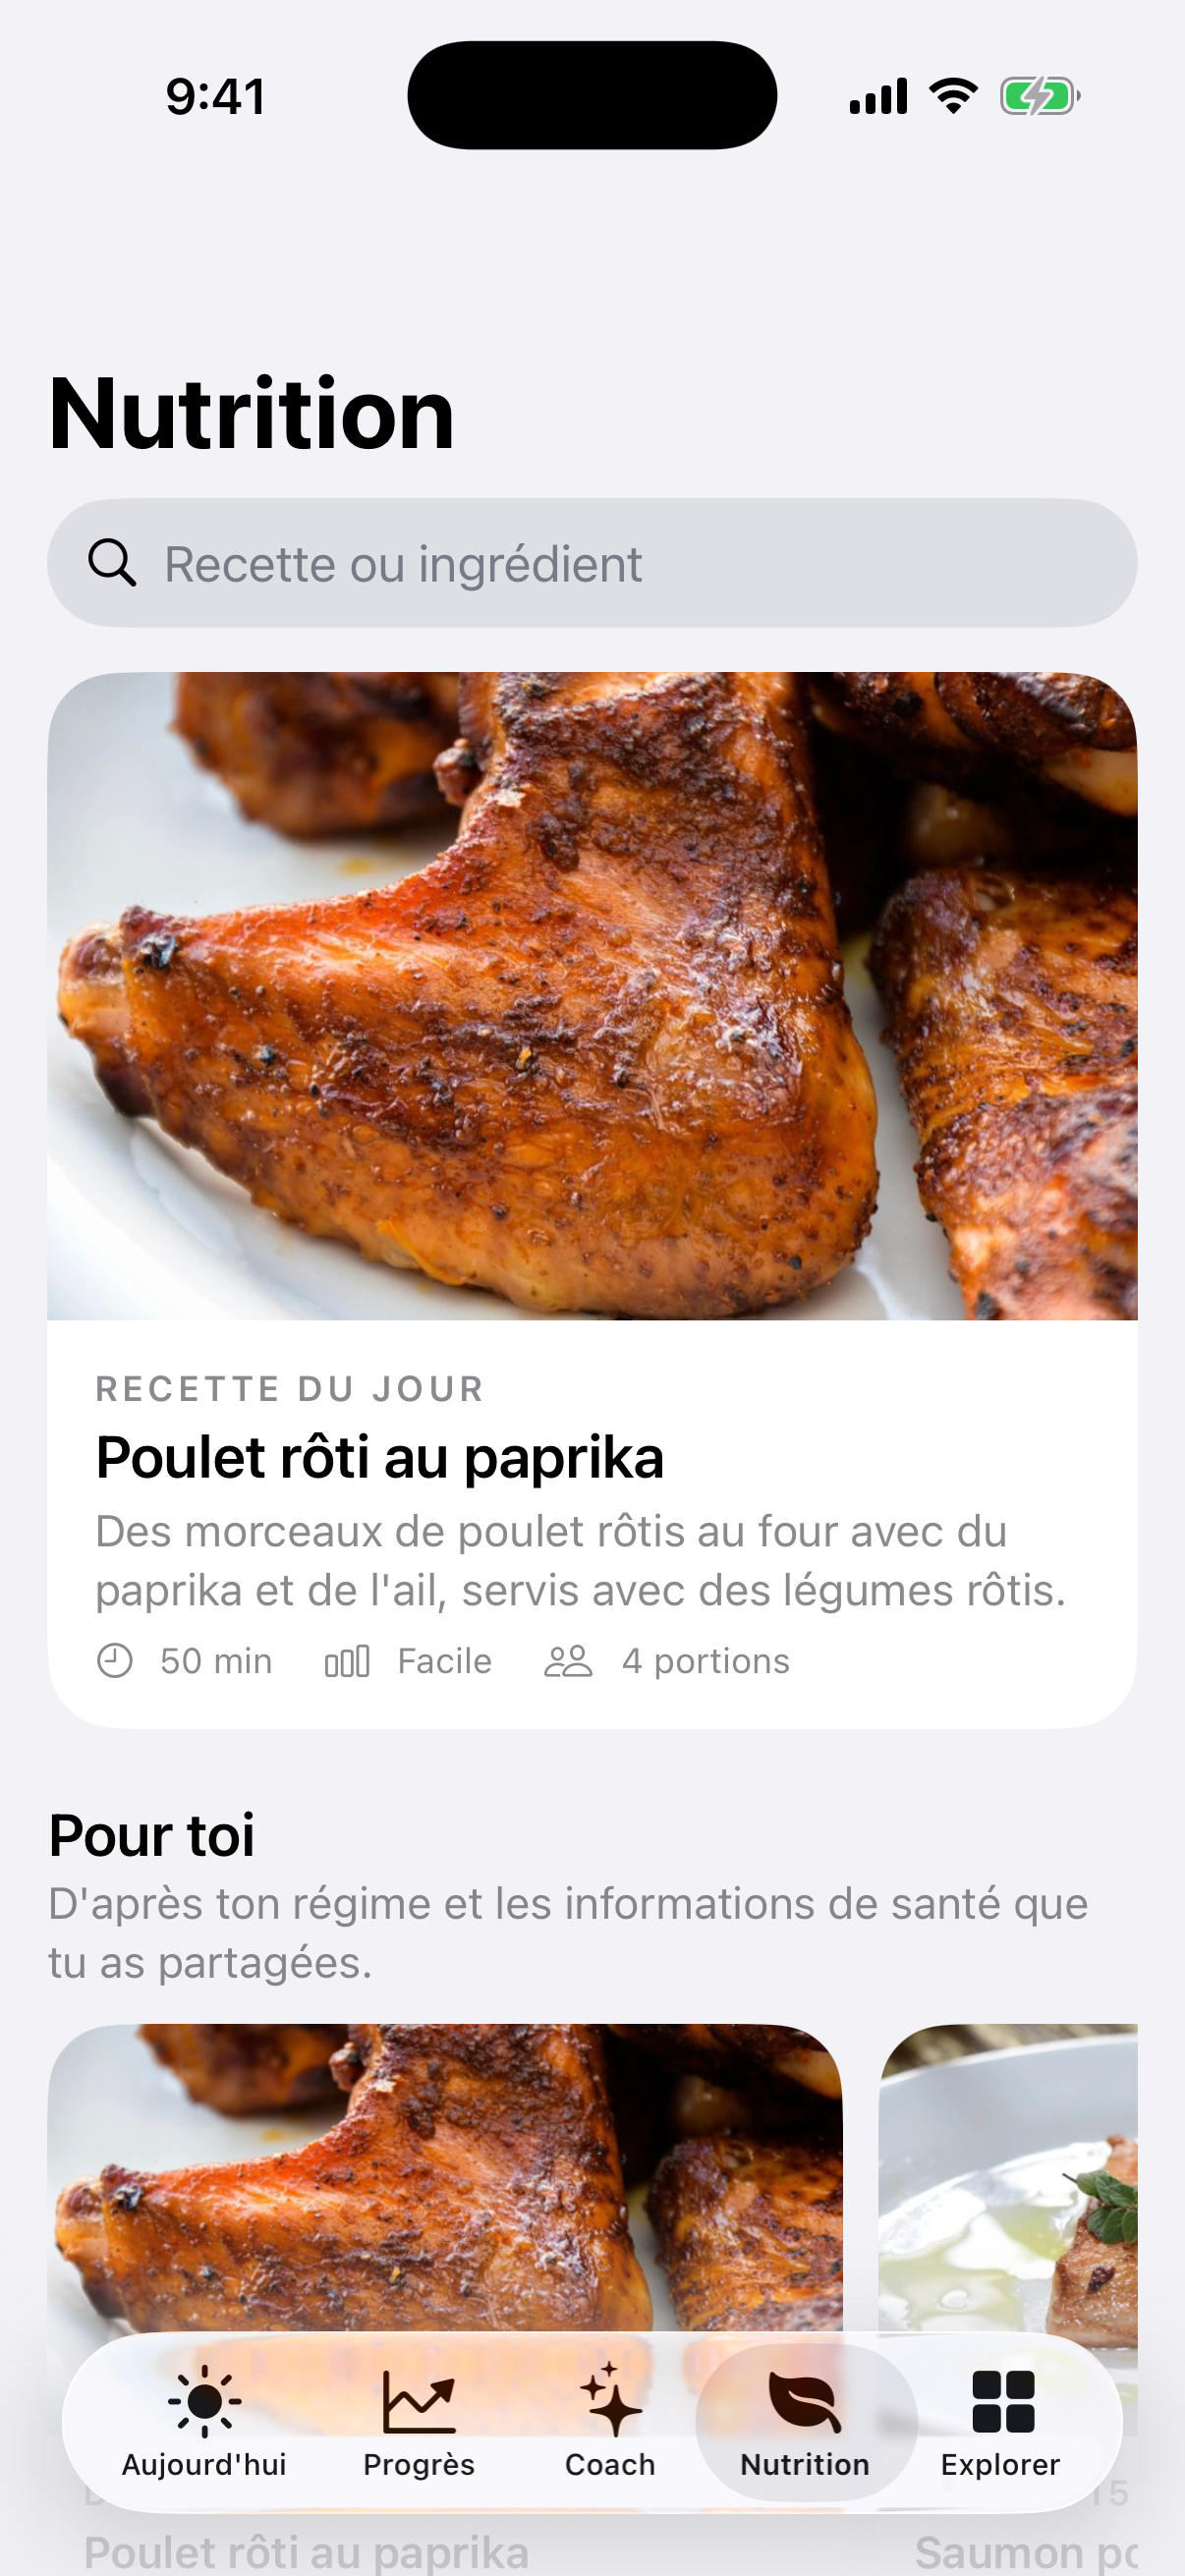 9:41
Nutrition
Recette ou ingrédient
RECETTE DU JOUR
Poulet rôti au paprika
Des morceaux de poulet rôtis au four avec du
paprika et de l'ail, servis avec des légumes rôtis.
50 min Facile 4 portions
Pour toi
D'après ton régime et les informations de santé que
tu as partagées.
Aujourd'hui Progrès Coach Nutrition Explorer
Poulet rôti au paprika
Saumon